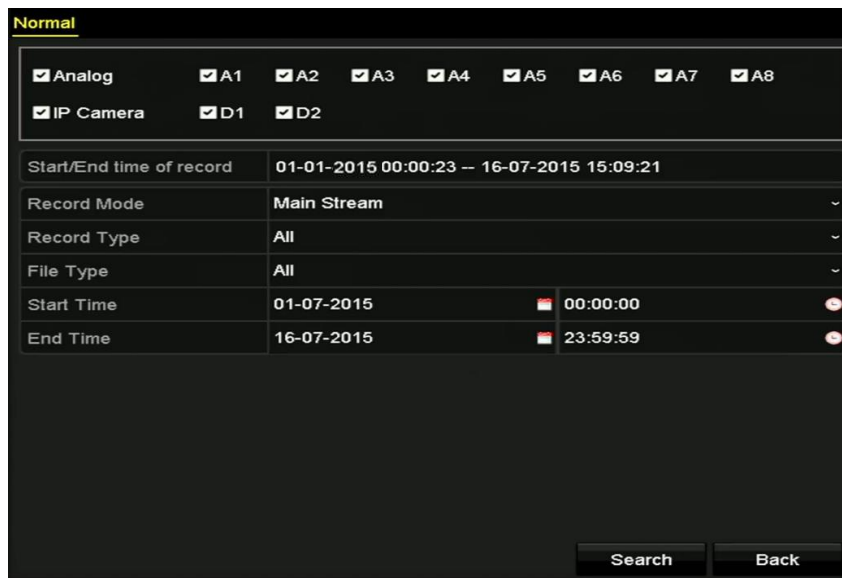 Normal
Analog A1 A2 A3 A4 A5 A6 A7 A8
IP Camera D1 D2
Start/End time of record 01-01-2015 00:00:23 -- 16-07-2015 15:09:21
Record Mode Main Stream
Record Type All
File Type All
Start Time 01-07-2015 00:00:00
End Time 16-07-2015 23:59:59
Search Back